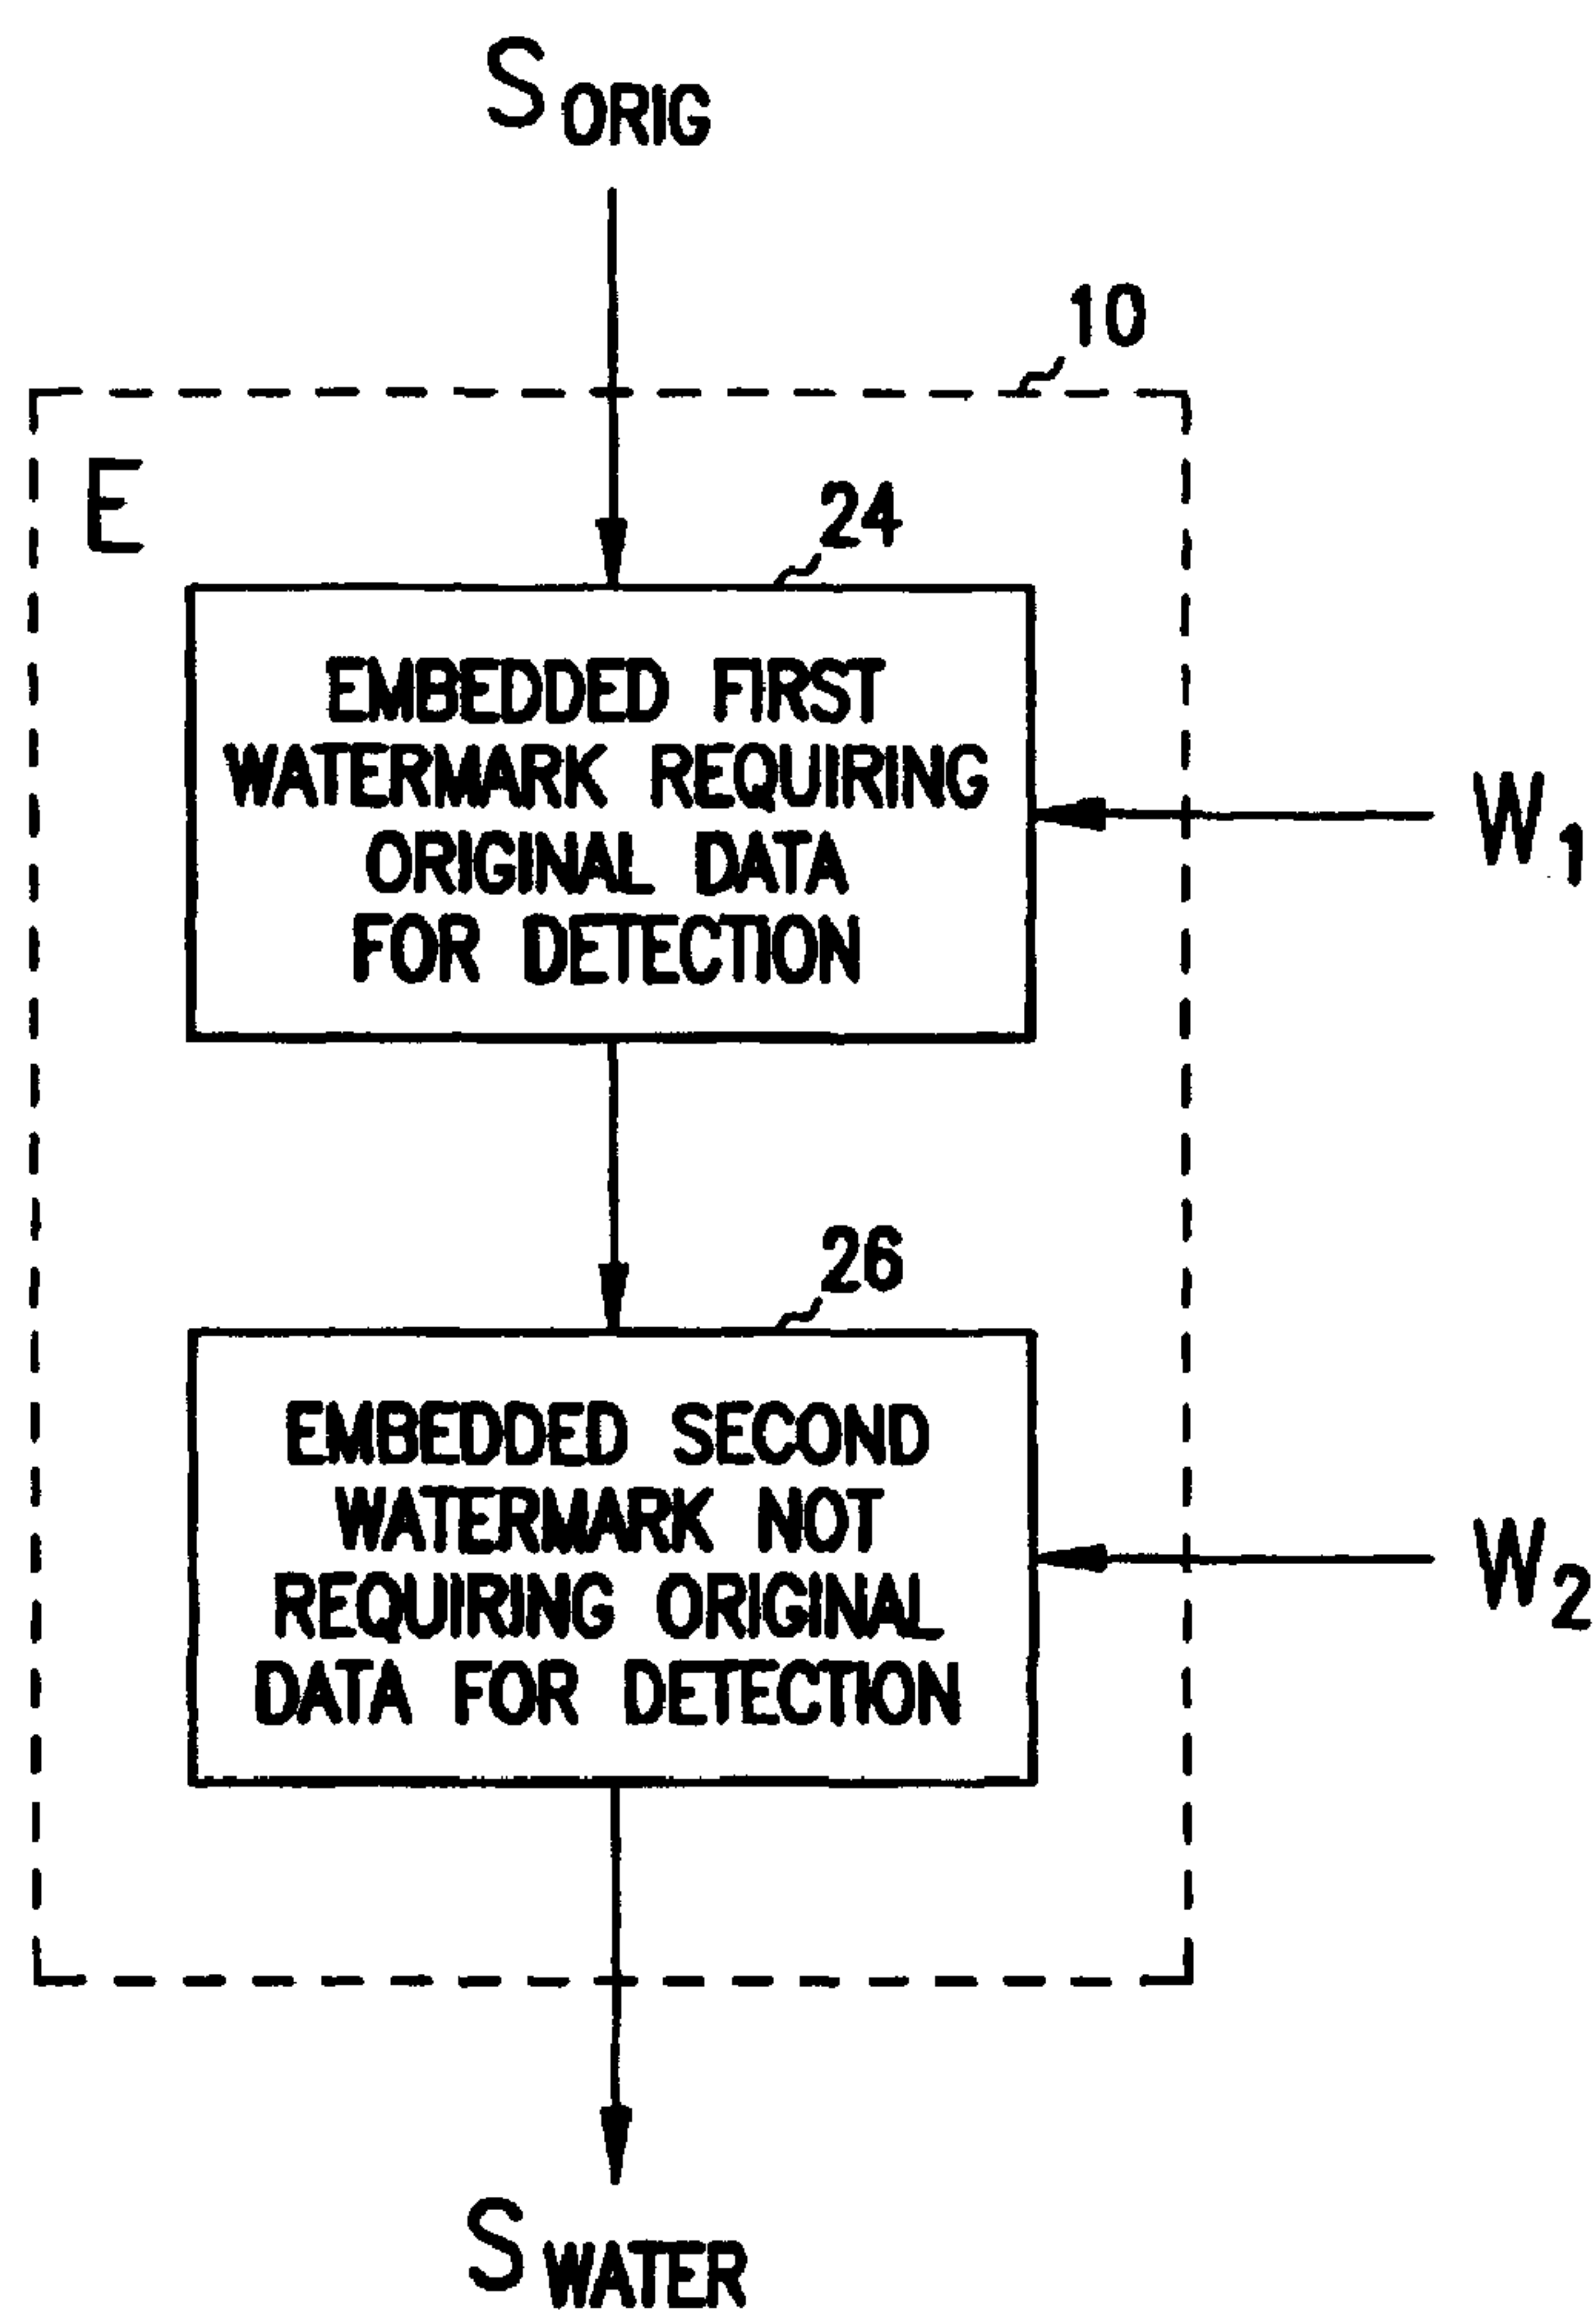 S ORIG
10
E
24
EMBEDDED FIRST
WATERMARK REQUIRING
ORIGINAL DATA
FOR DETECTION
W1
26
EMBEDDED SECOND
WATERMARK NOT
REQUIRING ORIGINAL
DATA FOR DETECTION
W2
S WATER